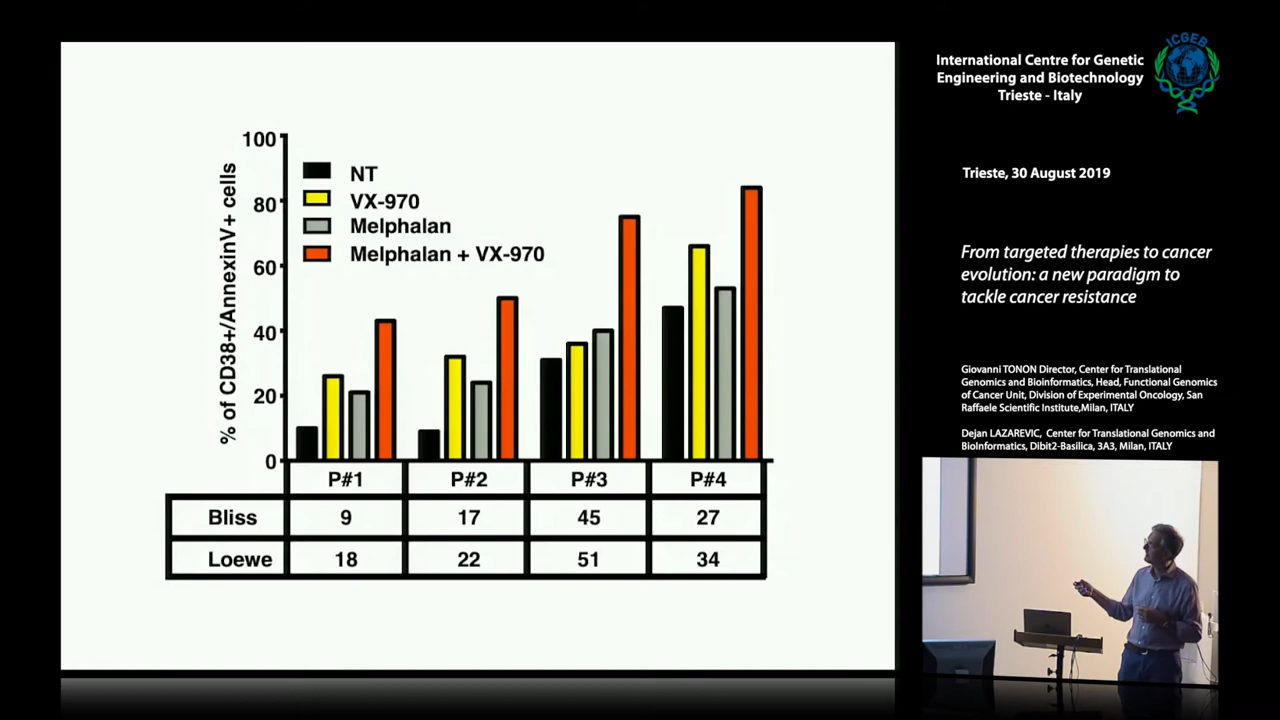 % of CD38+/AnnexinV+ cells
100
80
60
40
20
0
NT
VX-970
Melphalan
Melphalan + VX-970
P#1 P#2 P#3 P#4
Bliss 9 17 45 27
Loewe 18 22 51 34
International Centre for Genetic
Engineering and Biotechnology
Trieste - Italy
ICGEB
Trieste, 30 August 2019
From targeted therapies to cancer
evolution: a new paradigm to
tackle cancer resistance
Giovanni TONON Director, Center for Translational
Genomics and Bioinformatics, Head, Functional Genomics
of Cancer Unit, Division of Experimental Oncology, San
Raffaele Scientific Institute,Milan, ITALY
Dejan LAZAREVIC, Center for Translational Genomics and
BioInformatics, Dibit2-Basilica, 3A3, Milan, ITALY